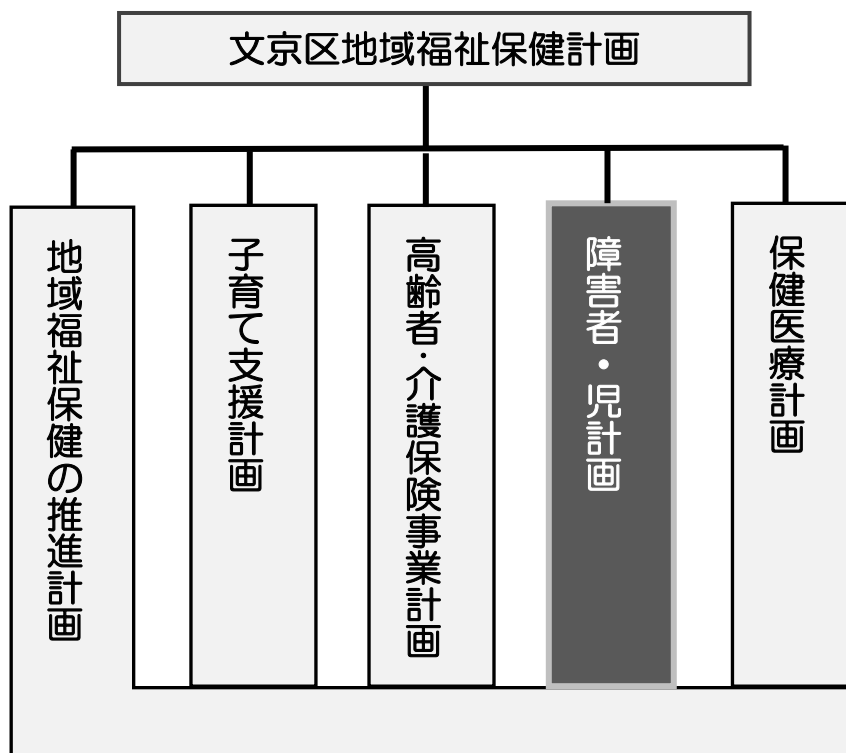 文京区地域福祉保健計画
地域福祉保健の推進計画
子育て支援計画
高齢者・介護保険事業計画
障害者・児計画
保健医療計画